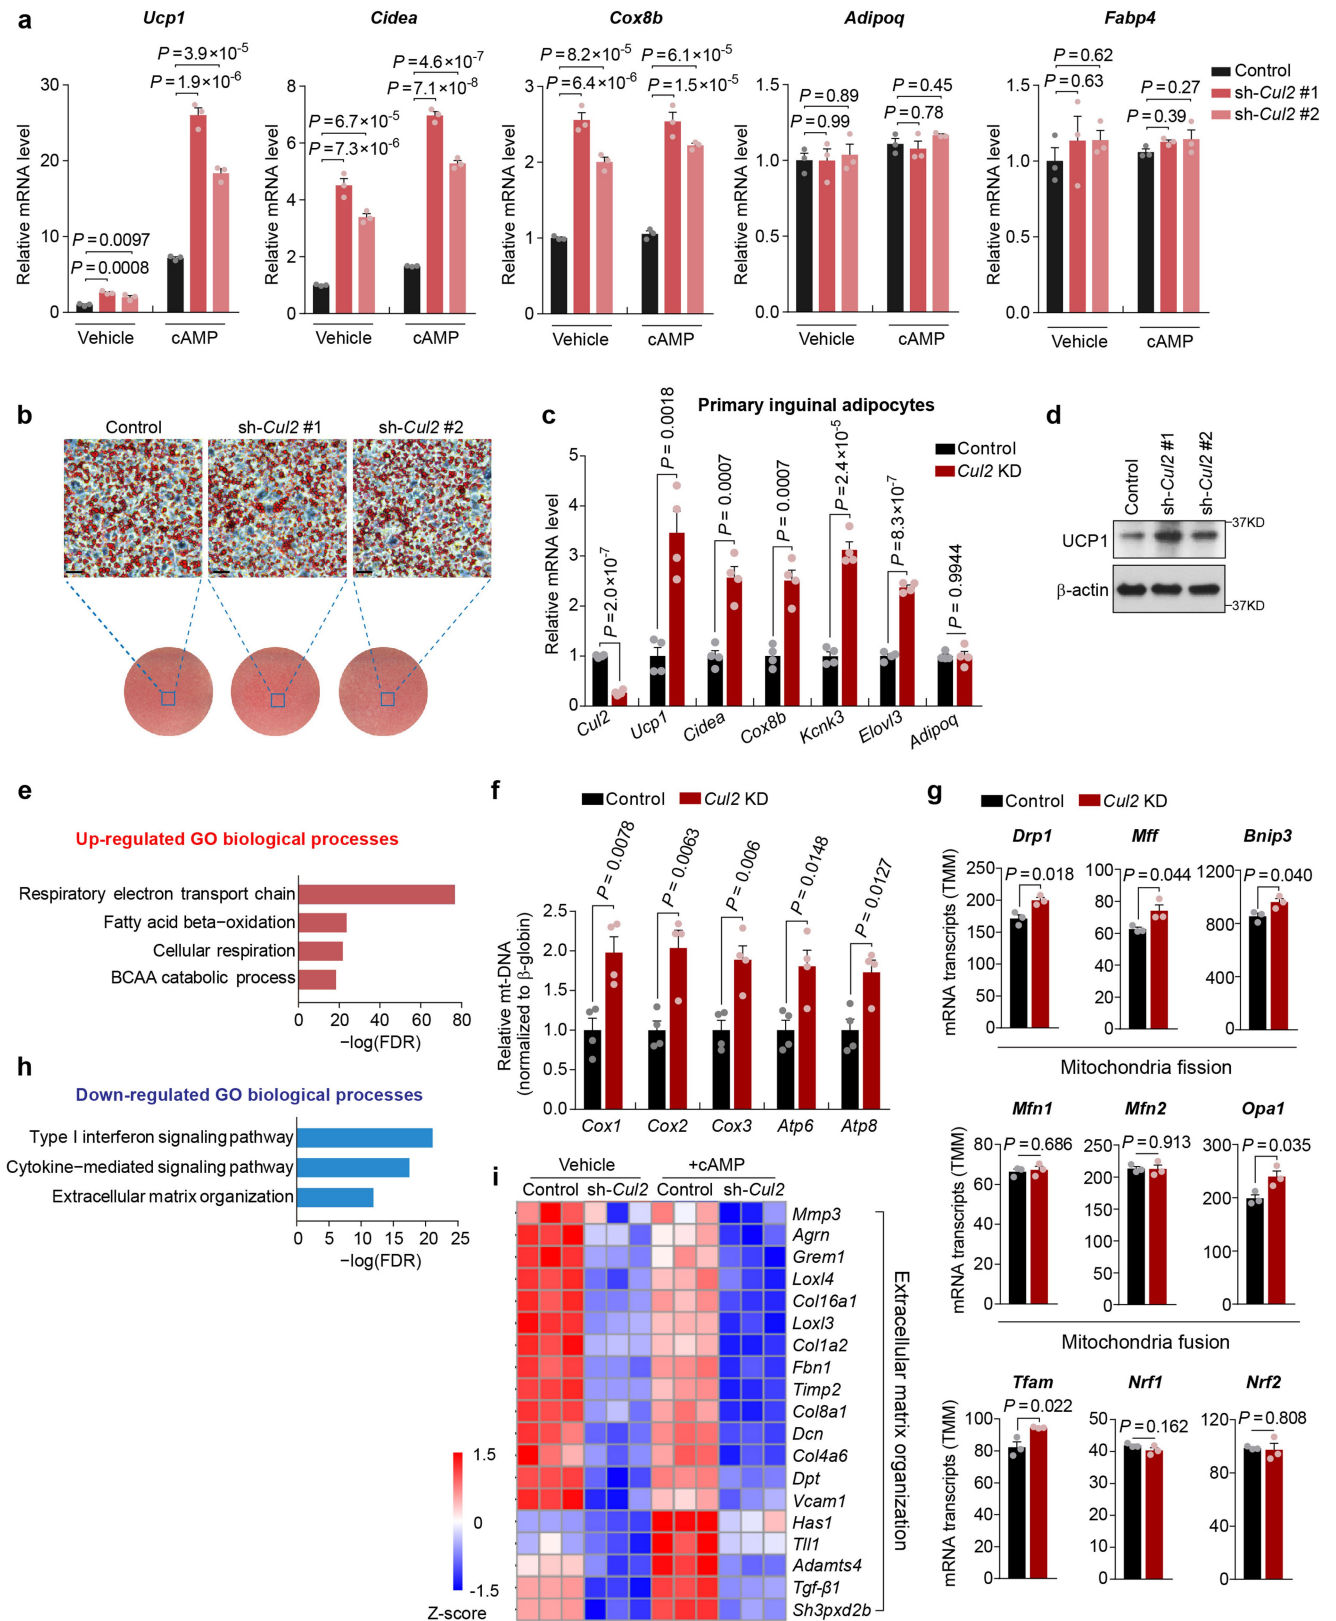 a
Ucp1
Cidea
Cox8b
Adipoq
Fabp4
Relative mRNA level
30
20
10
0
P=3.9×10-5
P=1.9×10-6
P=0.0097
P=0.0008
Vehicle
cAMP
Relative mRNA level
8
6
4
2
0
P=4.6×10-7
P=7.1×10-8
P=6.7×10-5
P=7.3×10-6
Vehicle
cAMP
Relative mRNA level
3
2
1
0
P=8.2×10-5
P=6.4×10-6
P=6.1×10-5
P=1.5×10-5
Vehicle
cAMP
Relative mRNA level
1.5
1.0
0.5
0.0
P=0.89
P=0.99
P=0.45
P=0.78
Vehicle
cAMP
Relative mRNA level
1.5
1.0
0.5
0.0
P=0.62
P=0.63
P=0.27
P=0.39
Vehicle
cAMP
Control
sh-Cul2 #1
sh-Cul2 #2
b
Control
sh-Cul2 #1
sh-Cul2 #2
c
Primary inguinal adipocytes
Control
Cul2 KD
Relative mRNA level
5
4
3
2
1
0
P=2.0×10-7
P=0.0018
P=0.0007
P=0.0007
P=2.4×10-5
P=8.3×10-7
P=0.9944
Cul2
Ucp1
Cidea
Cox8b
Kcnk3
Elovl3
Adipoq
d
Control
sh-Cul2 #1
sh-Cul2 #2
UCP1
37KD
β-actin
37KD
e
Up-regulated GO biological processes
Respiratory electron transport chain
Fatty acid beta-oxidation
Cellular respiration
BCAA catabolic process
0 20 40 60 80
−log(FDR)
f
Control
Cul2 KD
Relative mt-DNA
(normalized to β-globin)
2.5
2.0
1.5
1.0
0.5
0.0
P=0.0078
P=0.0063
P=0.006
P=0.0148
P=0.0127
Cox1
Cox2
Cox3
Atp6
Atp8
g
Control
Cul2 KD
Drp1
Mff
Bnip3
mRNA transcripts (TMM)
250
200
150
100
50
0
P=0.018
100
80
60
40
20
0
P=0.044
1200
800
400
0
P=0.040
Mitochondria fission
Mfn1
Mfn2
Opa1
mRNA transcripts (TMM)
80
60
40
20
0
P=0.686
250
200
150
100
50
0
P=0.913
300
200
100
0
P=0.035
Mitochondria fusion
Tfam
Nrf1
Nrf2
mRNA transcripts (TMM)
100
80
60
40
20
0
P=0.022
50
40
30
20
10
0
P=0.162
120
80
40
0
P=0.808
h
Down-regulated GO biological processes
Type I interferon signaling pathway
Cytokine−mediated signaling pathway
Extracellular matrix organization
0 5 10 15 20 25
−log(FDR)
i
Vehicle
+cAMP
Control
sh-Cul2
Control
sh-Cul2
Mmp3
Agrn
Grem1
Loxl4
Col16a1
Loxl3
Col1a2
Fbn1
Timp2
Col8a1
Dcn
Col4a6
Dpt
Vcam1
Has1
Tll1
Adamts4
Tgf-β1
Sh3pxd2b
Extracellular matrix organization
1.5
0
-1.5
Z-score